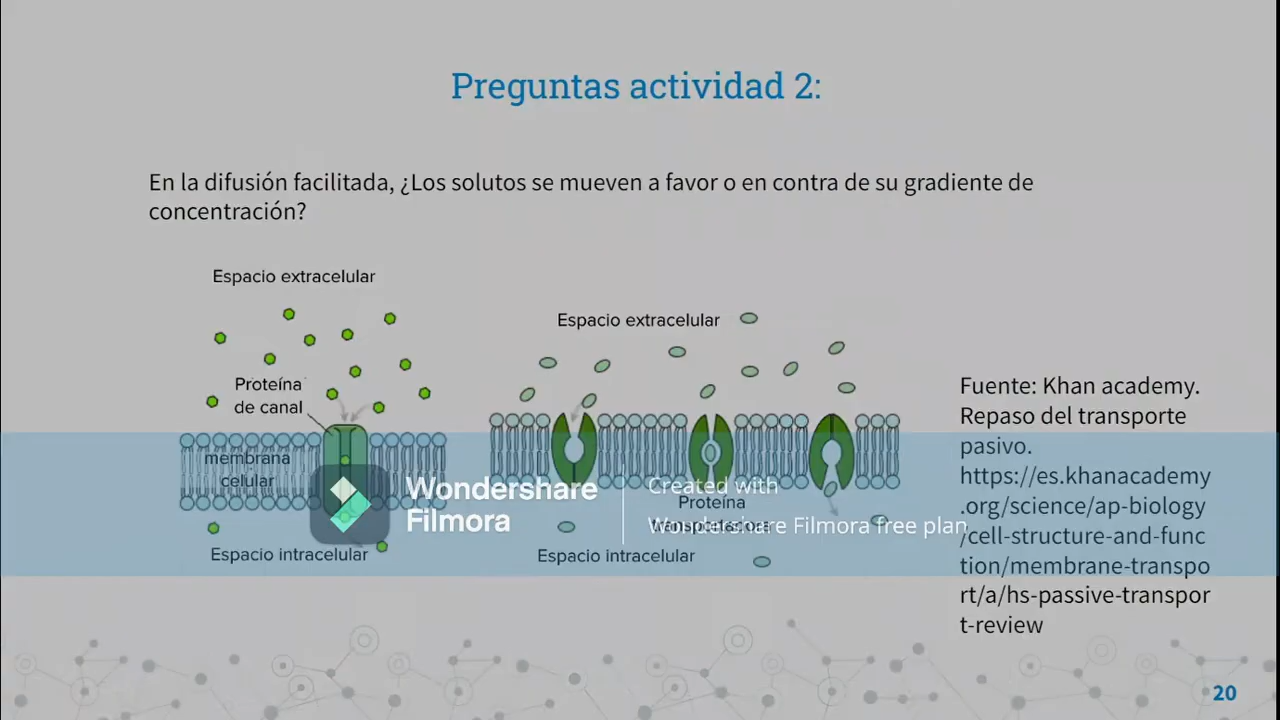 Preguntas actividad 2:
En la difusión facilitada, ¿Los solutos se mueven a favor o en contra de su gradiente de
concentración?
Espacio extracelular
Proteína
de canal
membrana
celular
Espacio intracelular
Espacio extracelular
Proteína
Espacio intracelular
Fuente: Khan academy.
Repaso del transporte
pasivo.
https://es.khanacademy
.org/science/ap-biology
/cell-structure-and-func
tion/membrane-transpo
rt/a/hs-passive-transpor
t-review
Wondershare
Filmora
Created with
Wondershare Filmora free plan
20